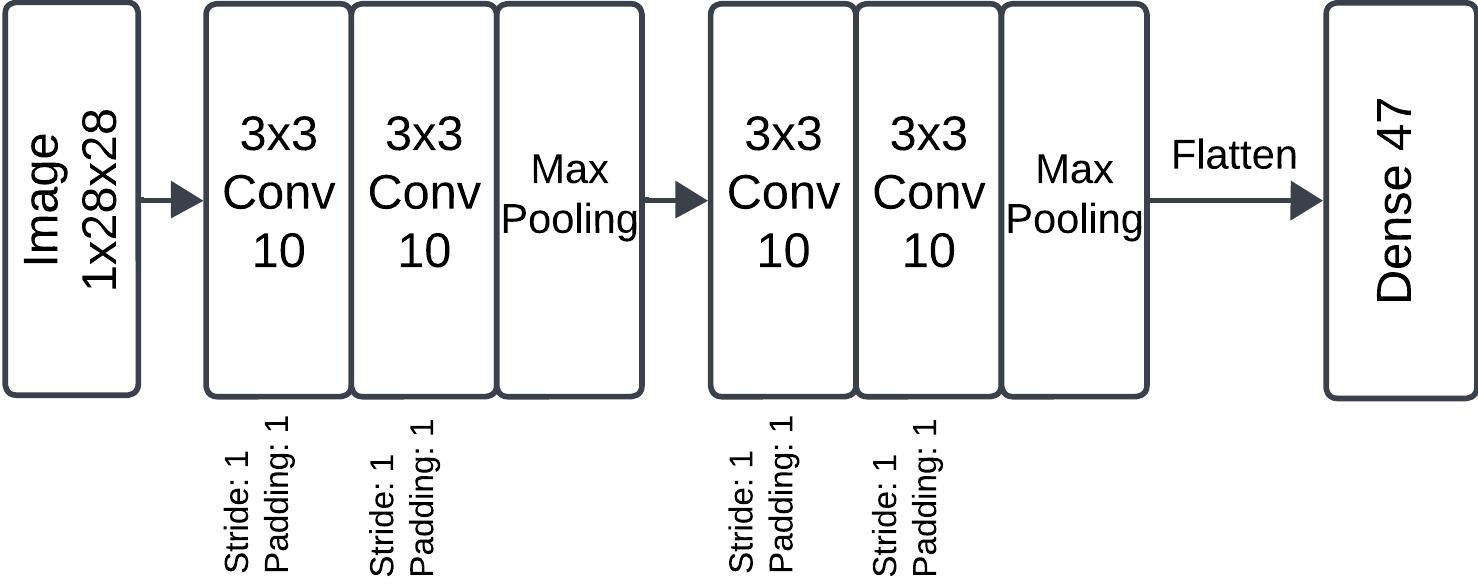 Image
1x28x28
3x3
Conv
10
3x3
Conv
10
Max
Pooling
3x3
Conv
10
3x3
Conv
10
Max
Pooling
Flatten
Dense 47
Stride: 1
Padding: 1
Stride: 1
Padding: 1
Stride: 1
Padding: 1
Stride: 1
Padding: 1